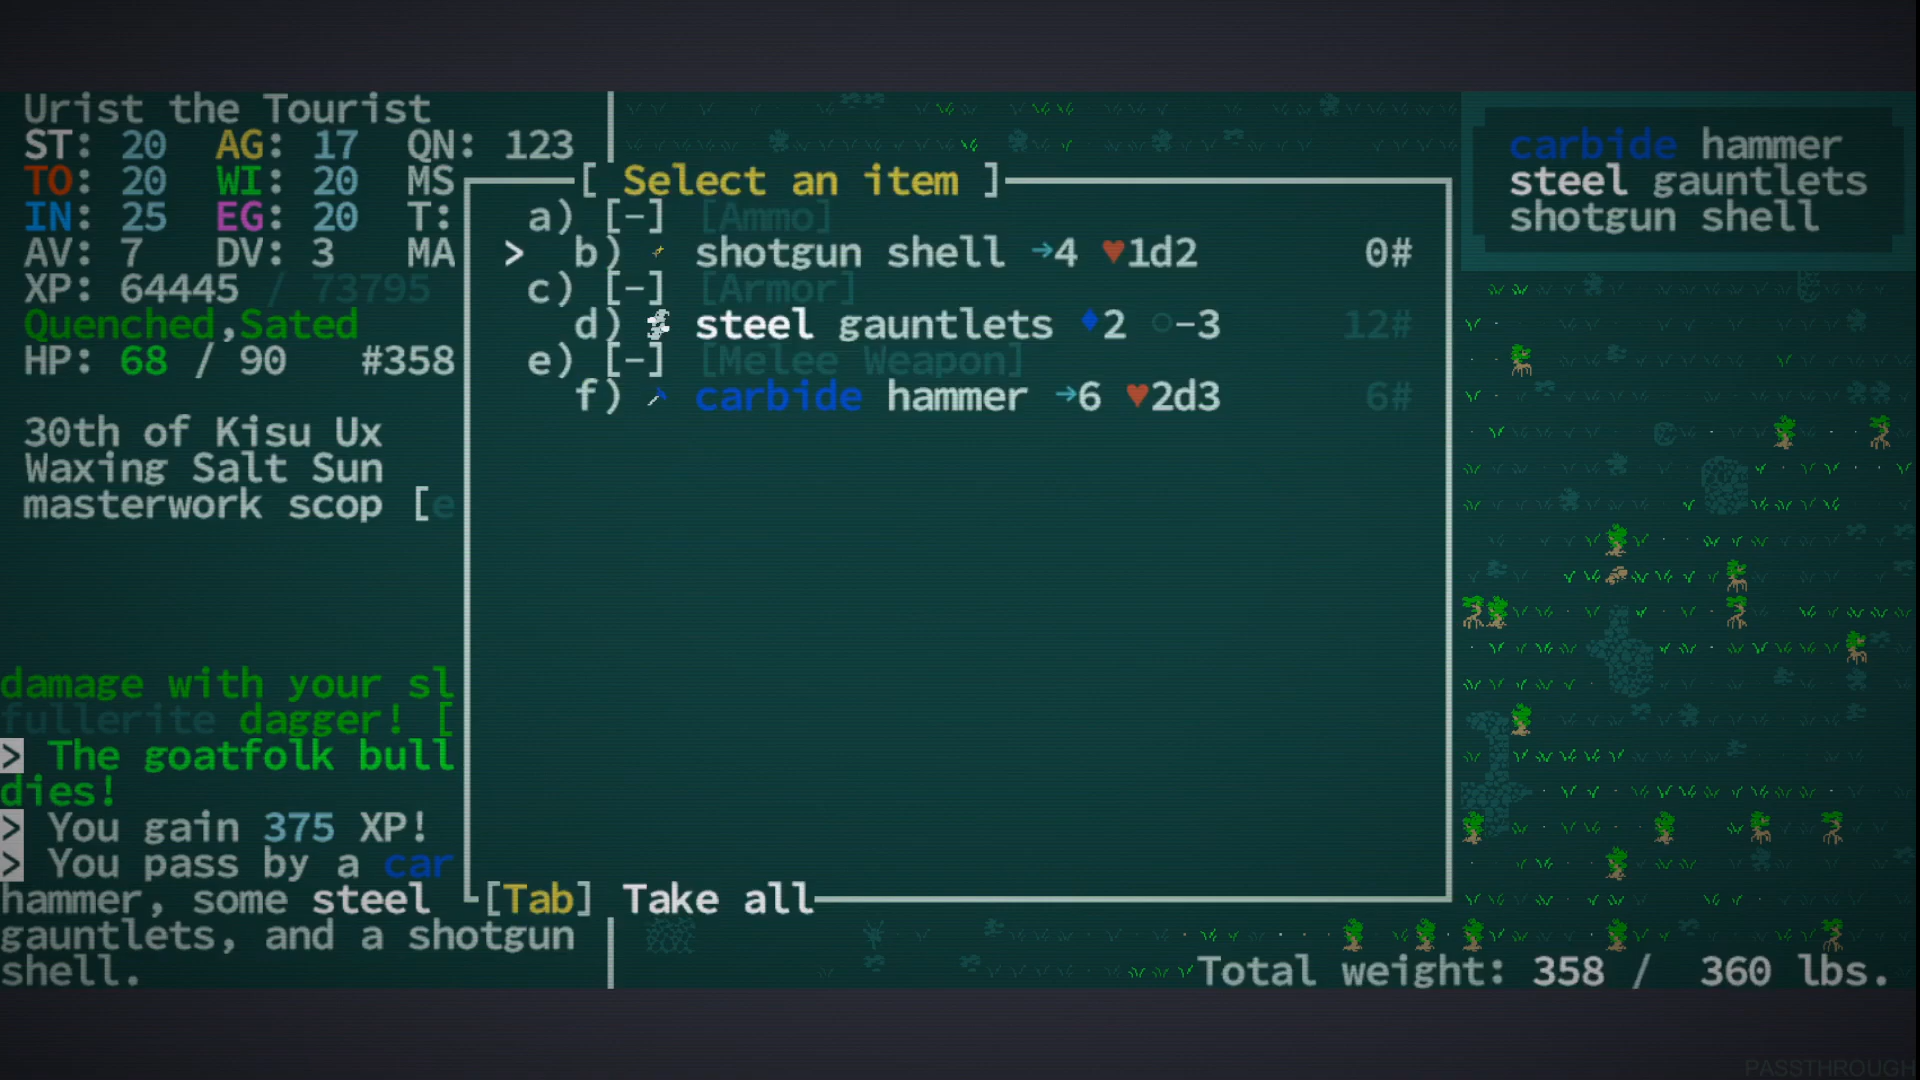 Urist the Tourist
ST: 20 AG: 17 QN: 123
TO: 20 WI: 20 MS
IN: 25 EG: 20 T:
AV: 7 DV: 3 MA
XP: 64445 / 73795
Quenched,Sated
HP: 68 / 90 #358
30th of Kisu Ux
Waxing Salt Sun
masterwork scop [e
damage with your sl
fullerite dagger! [
> The goatfolk bull
dies!
> You gain 375 XP!
> You pass by a car
hammer, some steel
gauntlets, and a shotgun
shell.
[ Select an item ]
a) [-] [Ammo]
> b) shotgun shell →4 ♥1d2 0#
c) [-] [Armor]
d) steel gauntlets ♦2 ○-3 12#
e) [-] [Melee Weapon]
f) carbide hammer →6 ♥2d3 6#
[Tab] Take all
carbide hammer
steel gauntlets
shotgun shell
Total weight: 358 / 360 lbs.
PASSTHROUGH